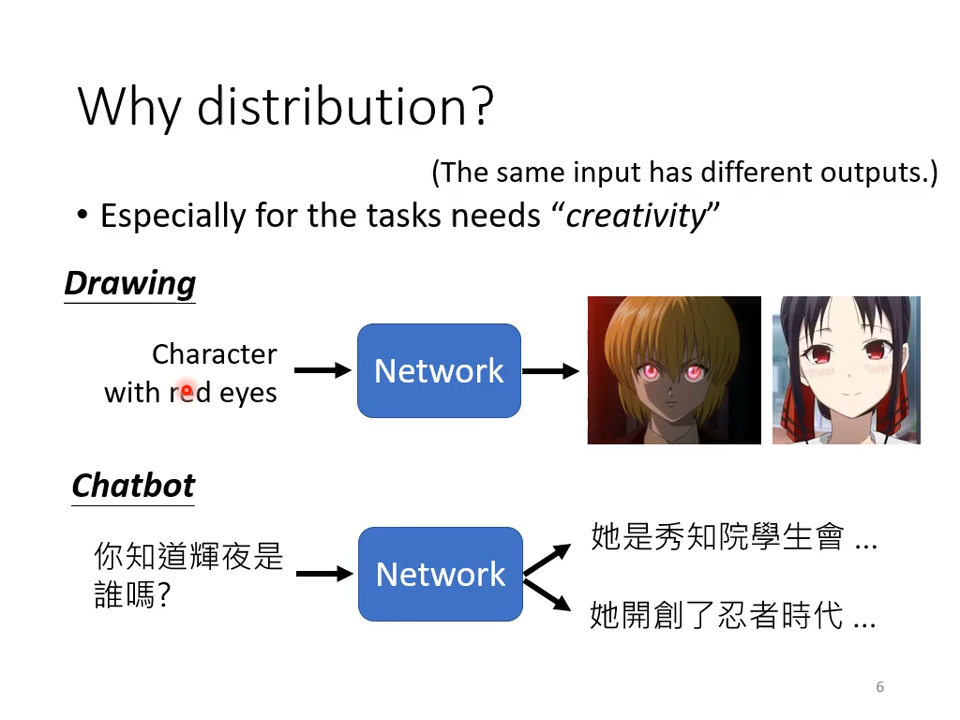 Why distribution?
(The same input has different outputs.)
• Especially for the tasks needs “creativity”
Drawing
Character
with red eyes
Network
Chatbot
你知道輝夜是
誰嗎?
Network
她是秀知院學生會 ...
她開創了忍者時代 ...
6